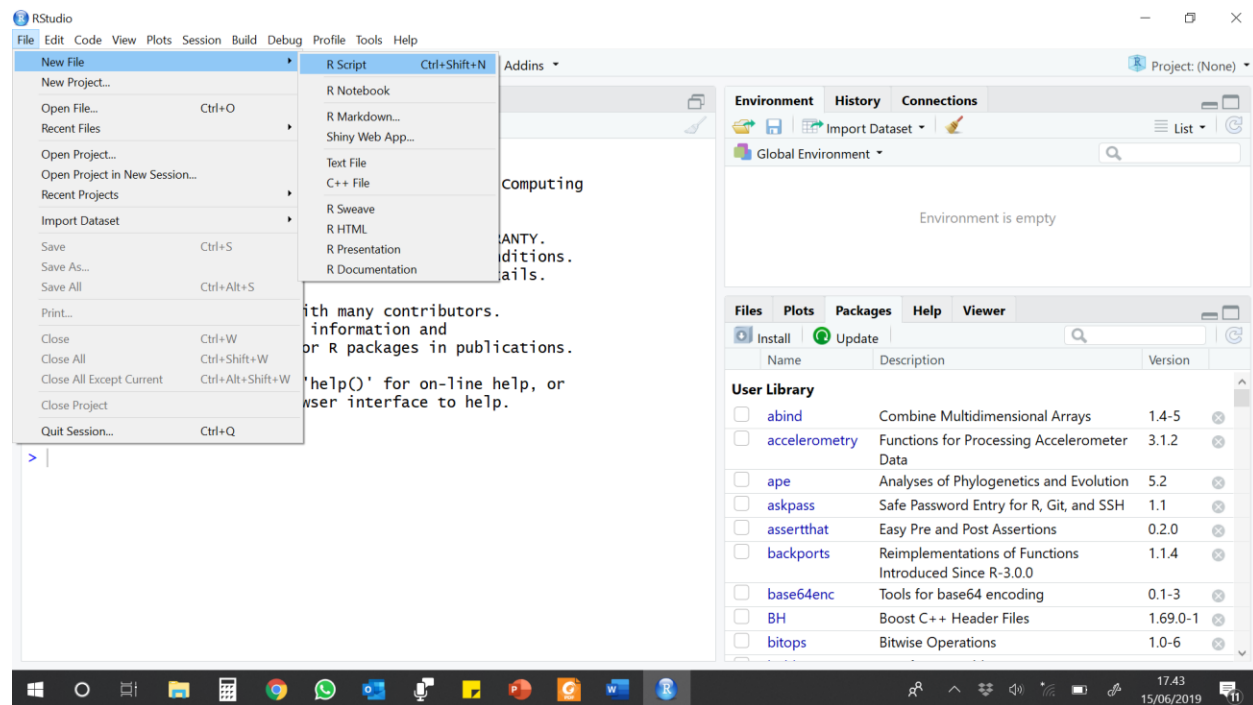 RStudio
File Edit Code View Plots Session Build Debug Profile Tools Help
New File
New Project...
Open File... Ctrl+O
Recent Files
Open Project...
Open Project in New Session...
Recent Projects
Import Dataset
Save Ctrl+S
Save As...
Save All Ctrl+Alt+S
Print...
Close Ctrl+W
Close All Ctrl+Shift+W
Close All Except Current Ctrl+Alt+Shift+W
Close Project
Quit Session... Ctrl+Q
R Script Ctrl+Shift+N
R Notebook
R Markdown...
Shiny Web App...
Text File
C++ File
R Sweave
R HTML
R Presentation
R Documentation
Addins
Project: (None)
Computing
RANTY.
ditions.
ails.
ith many contributors.
information and
or R packages in publications.
'help()' for on-line help, or
wser interface to help.
>
Environment History Connections
Import Dataset List
Global Environment
Environment is empty
Files Plots Packages Help Viewer
Install Update
Name Description Version
User Library
abind Combine Multidimensional Arrays 1.4-5
accelerometry Functions for Processing Accelerometer 3.1.2
Data
ape Analyses of Phylogenetics and Evolution 5.2
askpass Safe Password Entry for R, Git, and SSH 1.1
assertthat Easy Pre and Post Assertions 0.2.0
backports Reimplementations of Functions 1.1.4
Introduced Since R-3.0.0
base64enc Tools for base64 encoding 0.1-3
BH Boost C++ Header Files 1.69.0-1
bitops Bitwise Operations 1.0-6
17.43
15/06/2019
11